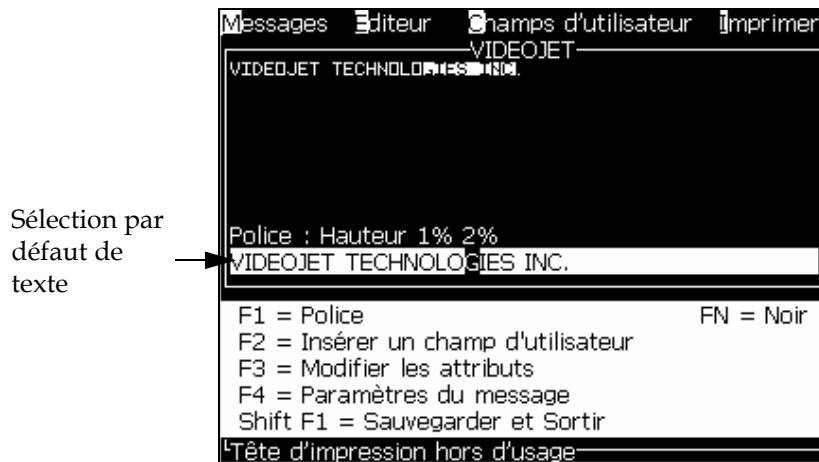 Messages Editeur Champs d'utilisateur Imprimer
VIDEOJET
VIDEOJET TECHNOLOGIES INC.
Police : Hauteur 1% 2%
VIDEOJET TECHNOLOGIES INC.
Sélection par
défaut de
texte
F1 = Police FN = Noir
F2 = Insérer un champ d'utilisateur
F3 = Modifier les attributs
F4 = Paramètres du message
Shift F1 = Sauvegarder et Sortir
Tête d'impression hors d'usage